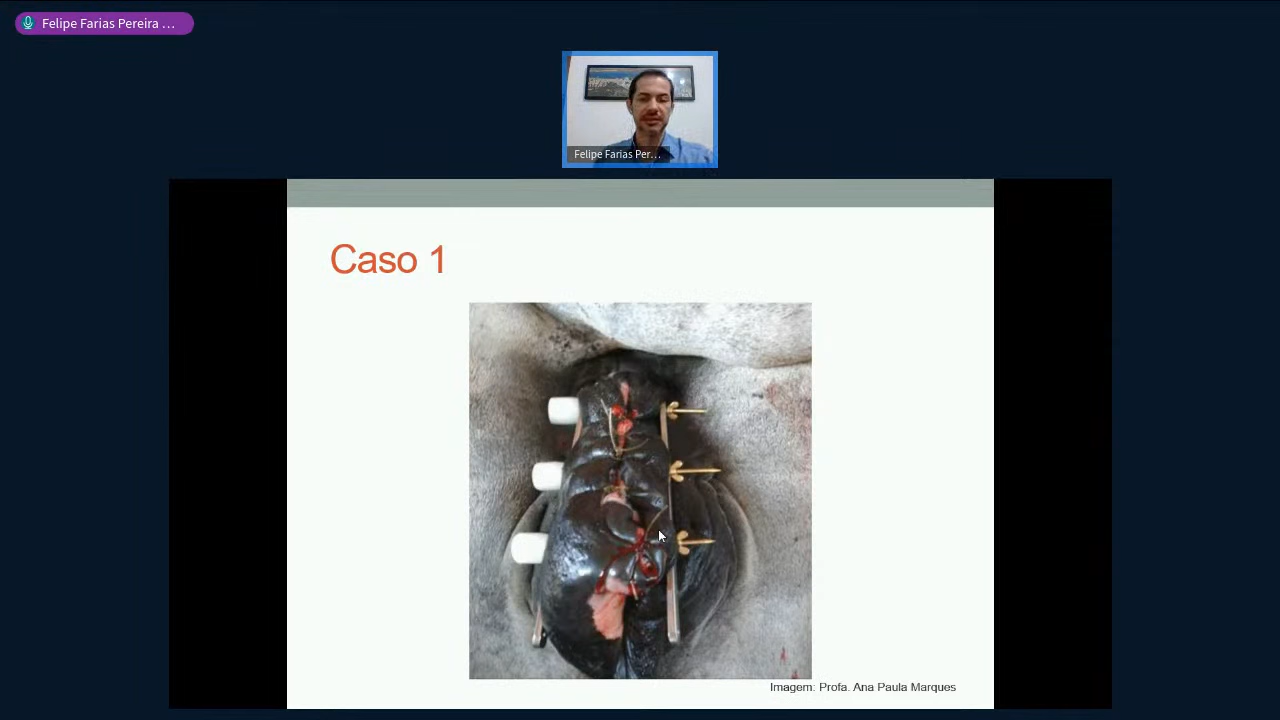 Felipe Farias Pereira ...
Felipe Farias Per...
Caso 1
Imagem: Profa. Ana Paula Marques